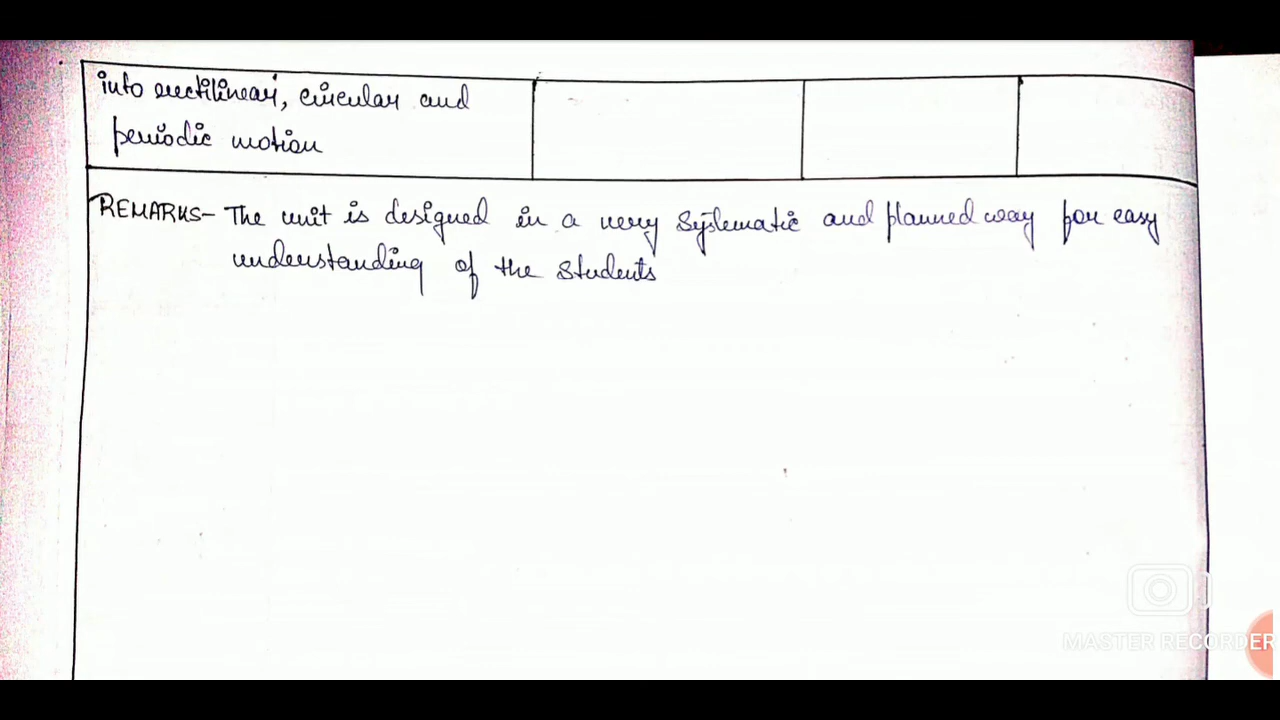 into rectilinear, circular and
periodic motion
REMARKS- The unit is designed in a very systematic and planned way for easy
understanding of the students
MASTER RECORDER